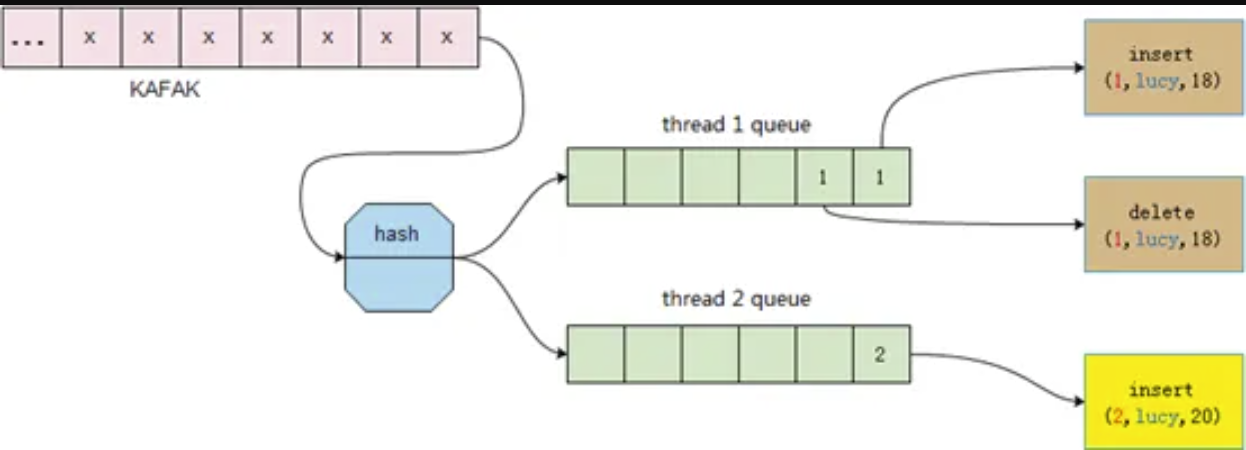 ... x x x x x x x
KAFAK
thread 1 queue
1 1
insert
(1,lucy,18)
delete
(1,lucy,18)
hash
thread 2 queue
2
insert
(2,lucy,20)